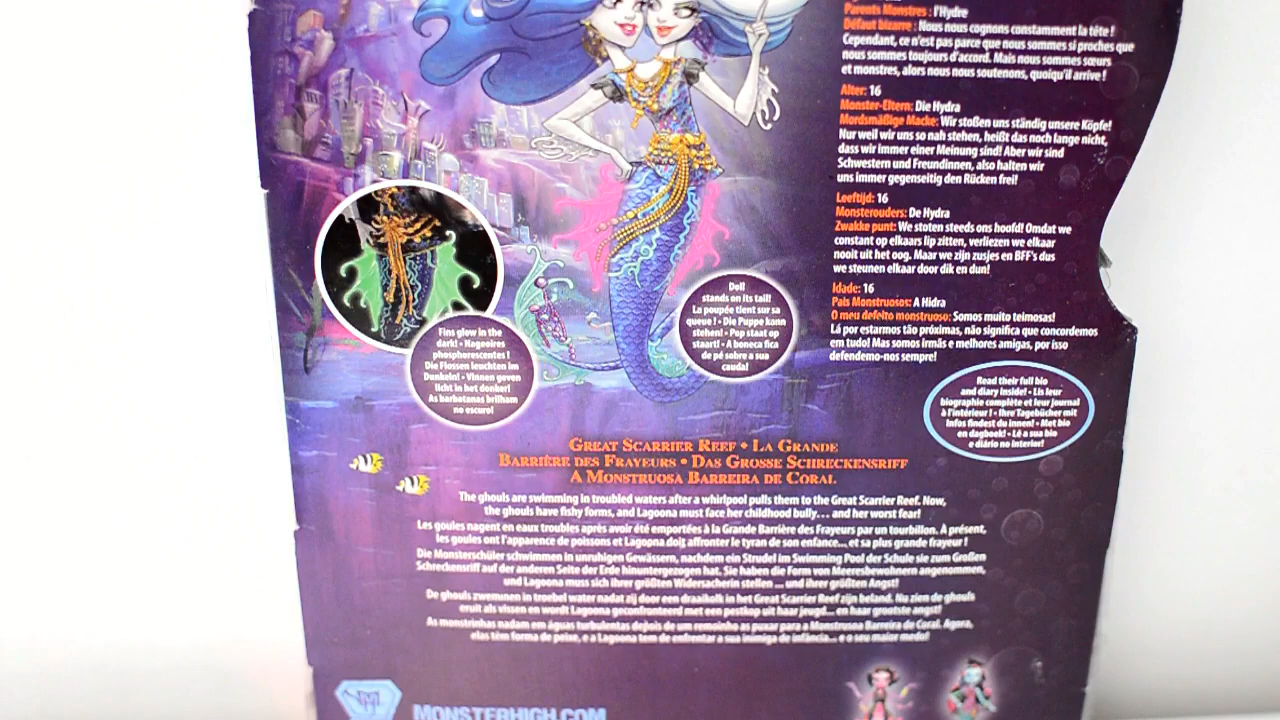 Parents Monstres : l'Hydre
Défaut bizarre : Nous nous cognons constamment la tête !
Cependant, ce n'est pas parce que nous sommes si proches que
nous sommes toujours d'accord. Mais nous sommes sœurs
et monstres, alors nous nous soutenons, quoiqu'il arrive !
Alter: 16
Monster-Eltern: Die Hydra
Mordsmäßige Macke: Wir stoßen uns ständig unsere Köpfe!
Nur weil wir uns so nah stehen, heißt das noch lange nicht,
dass wir immer einer Meinung sind! Aber wir sind
Schwestern und Freundinnen, also halten wir
uns immer gegenseitig den Rücken frei!
Leeftijd: 16
Monsterouders: De Hydra
Zwakke punt: We stoten steeds ons hoofd! Omdat we
constant op elkaars lip zitten, verliezen we elkaar
nooit uit het oog. Maar we zijn zusjes en BFF's dus
we steunen elkaar door dik en dun!
Idade: 16
Pais Monstruosos: A Hidra
O meu defeito monstruoso: Somos muito teimosas!
Lá por estarmos tão próximas, não significa que concordemos
em tudo! Mas somos irmãs e melhores amigas, por isso
defendemo-nos sempre!
Doll
stands on its tail!
La poupée tient sur sa
queue ! • Die Puppe kann
stehen! • Pop staat op
staart! • A boneca fica
de pé sobre a sua
cauda!
Fins glow in the
dark! • Nageoires
phosphorescentes !
Die Flossen leuchten im
Dunkeln! • Vinnen geven
licht in het donker!
As barbatanas brilham
no escuro!
Read their full bio
and diary inside! • Lis leur
biographie complète et leur journal
à l'intérieur ! • Ihre Tagebücher mit
Infos findest du innen! • Met bio
en dagboek! • Lê a sua bio
e diário no interior!
GREAT SCARRIER REEF • LA GRANDE
BARRIÈRE DES FRAYEURS • DAS GROSSE SCHRECKENSRIFF
A MONSTRUOSA BARREIRA DE CORAL
The ghouls are swimming in troubled waters after a whirlpool pulls them to the Great Scarrier Reef. Now,
the ghouls have fishy forms, and Lagoona must face her childhood bully... and her worst fear!
Les goules nagent en eaux troubles après avoir été emportées à la Grande Barrière des Frayeurs par un tourbillon. À présent,
les goules ont l'apparence de poissons et Lagoona doit affronter le tyran de son enfance... et sa plus grande frayeur !
Die Monsterschüler schwimmen in unruhigen Gewässern, nachdem ein Strudel im Swimming Pool der Schule sie zum Großen
Schreckensriff auf der anderen Seite der Erde hinuntergezogen hat. Sie haben die Form von Meeresbewohnern angenommen,
und Lagoona muss sich ihrer größten Widersacherin stellen ... und ihrer größten Angst!
De ghouls zwemmen in troebel water nadat zij door een draaikolk in het Great Scarrier Reef zijn beland. Nu zien de ghouls
eruit als vissen en wordt Lagoona geconfronteerd met een pestkop uit haar jeugd... en haar grootste angst!
As monstrinhas nadam em águas turbulentas depois de um remoinho as puxar para a Monstruosa Barreira de Coral. Agora,
elas têm forma de peixe, e a Lagoona tem de enfrentar a sua inimiga de infância... e o seu maior medo!
MONSTERHIGH.COM